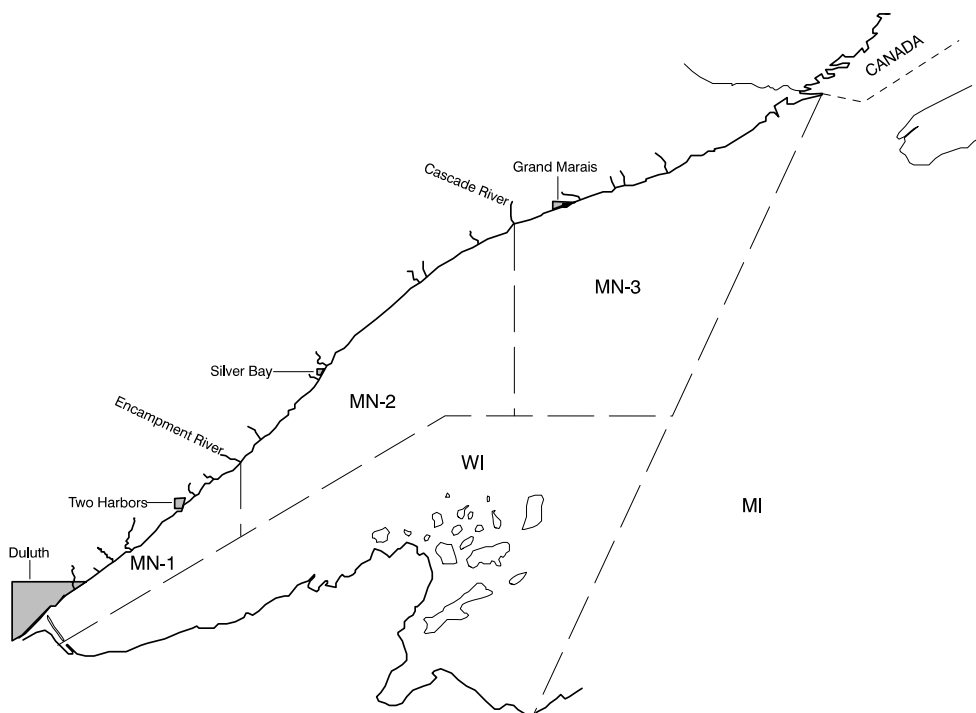 CANADA
Grand Marais
Cascade River
MN-3
Silver Bay
MN-2
Encampment River
WI
Two Harbors
MI
Duluth
MN-1